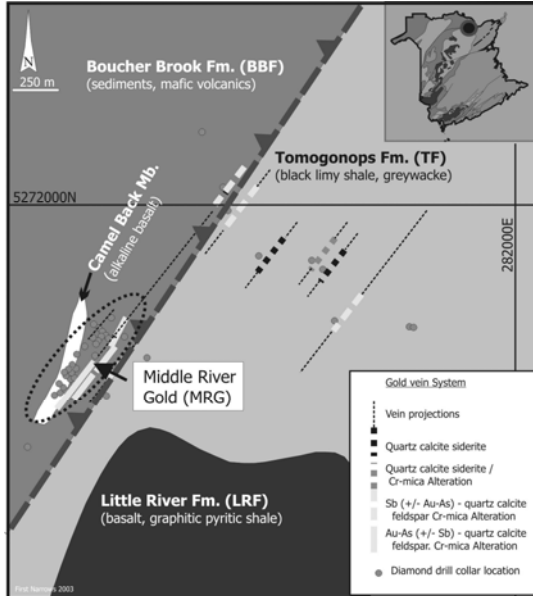 N
250 m
Boucher Brook Fm. (BBF)
(sediments, mafic volcanics)
Tomogonops Fm. (TF)
(black limy shale, greywacke)
5272000N
282000E
Camel Back Mb.
(alkaline basalt)
Middle River
Gold (MRG)
Little River Fm. (LRF)
(basalt, graphitic pyritic shale)
First Narrows 2003
Gold vein System
Vein projections
Quartz calcite siderite
Quartz calcite siderite /
Cr-mica Alteration
Sb (+/- Au-As) - quartz calcite
feldspar Cr-mica Alteration
Au-As (+/- Sb) - quartz calcite
feldspar. Cr-mica Alteration
Diamond drill collar location